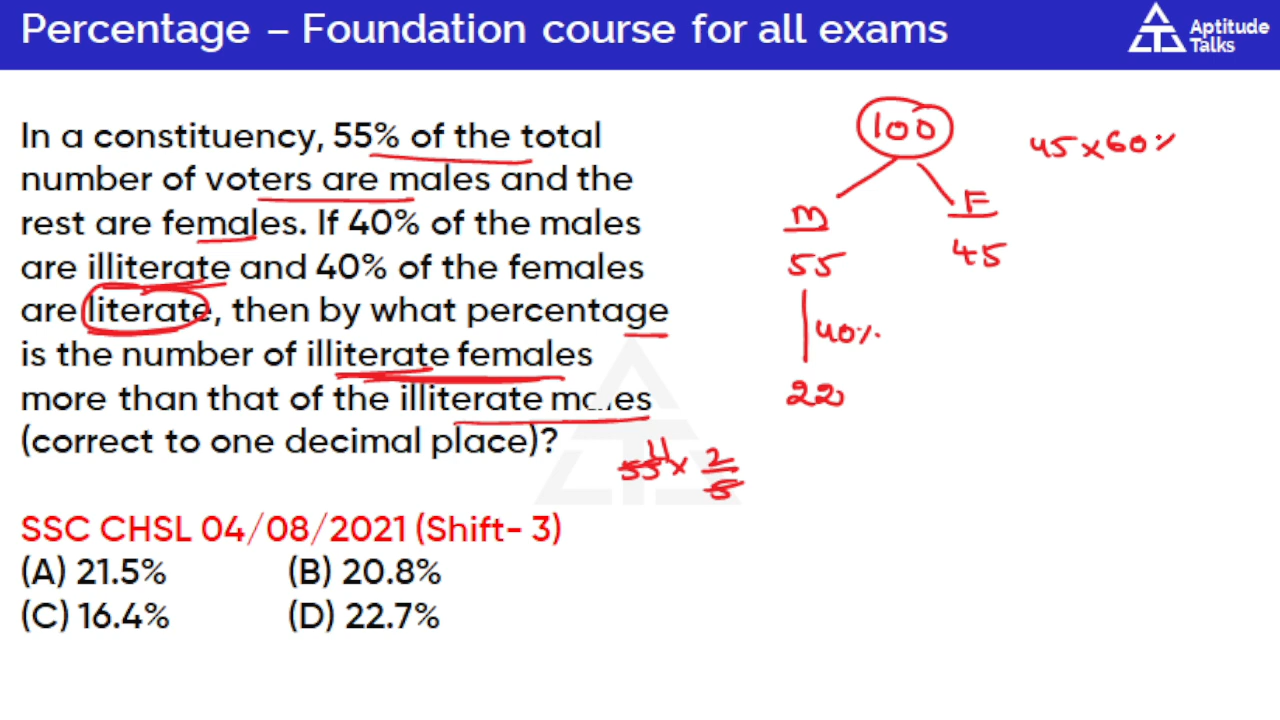 Percentage – Foundation course for all exams
Aptitude
Talks
In a constituency, 55% of the total
number of voters are males and the
rest are females. If 40% of the males
are illiterate and 40% of the females
are literate, then by what percentage
is the number of illiterate females
more than that of the illiterate males
(correct to one decimal place)?
SSC CHSL 04/08/2021 (Shift- 3)
(A) 21.5% (B) 20.8%
(C) 16.4% (D) 22.7%
100
45 x 60%
M F
55 45
40%
22
55 11 x 2/5